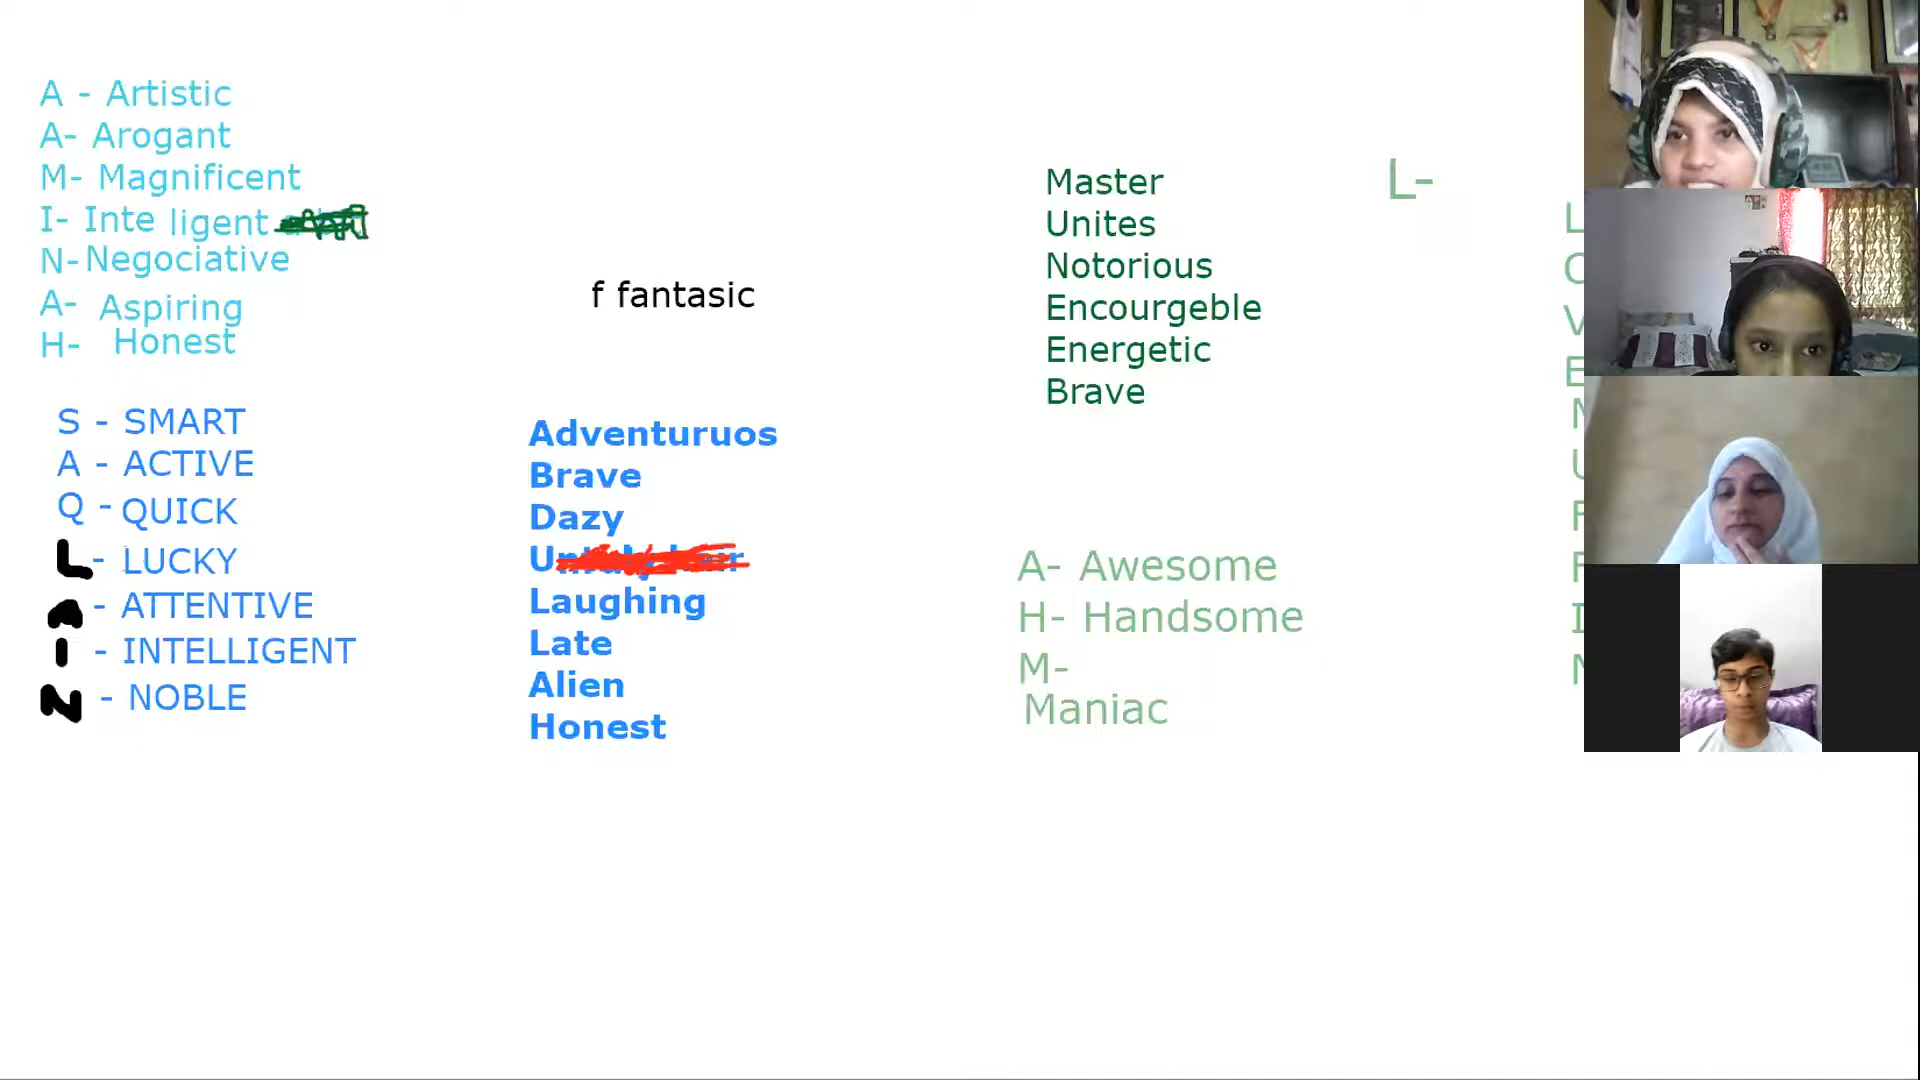 A - Artistic
A- Arogant
M- Magnificent
I- Inte ligent
N- Negociative
A- Aspiring
H- Honest
S - SMART
A - ACTIVE
Q - QUICK
L - LUCKY
A - ATTENTIVE
I - INTELLIGENT
N - NOBLE
f fantasic
Adventuruos
Brave
Dazy
Laughing
Late
Alien
Honest
Master
Unites
Notorious
Encourgeble
Energetic
Brave
A- Awesome
H- Handsome
M-
Maniac
L-